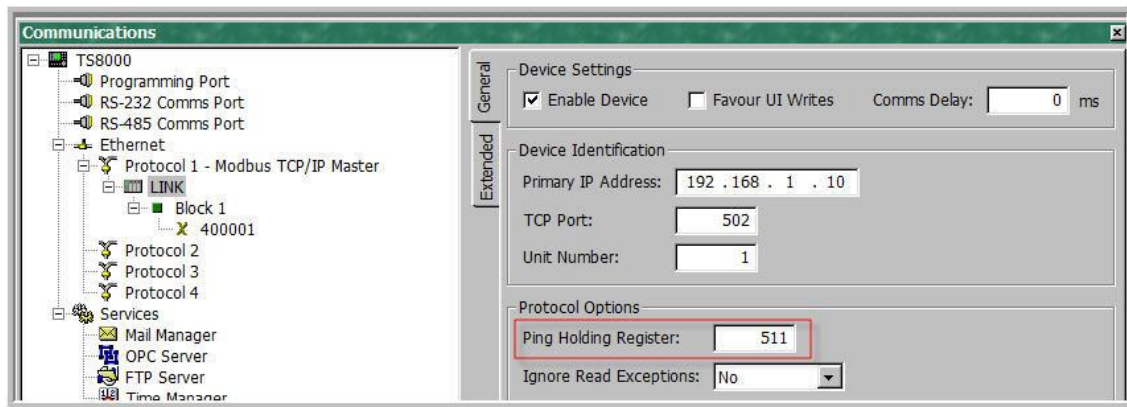 Communications
TS8000
Programming Port
RS-232 Comms Port
RS-485 Comms Port
Ethernet
Protocol 1 - Modbus TCP/IP Master
LINK
Block 1
400001
Protocol 2
Protocol 3
Protocol 4
Services
Mail Manager
OPC Server
FTP Server
Time Manager
General
Extended
Device Settings
Enable Device Favour UI Writes Comms Delay: 0 ms
Device Identification
Primary IP Address: 192 . 168 . 1 . 10
TCP Port: 502
Unit Number: 1
Protocol Options
Ping Holding Register: 511
Ignore Read Exceptions: No